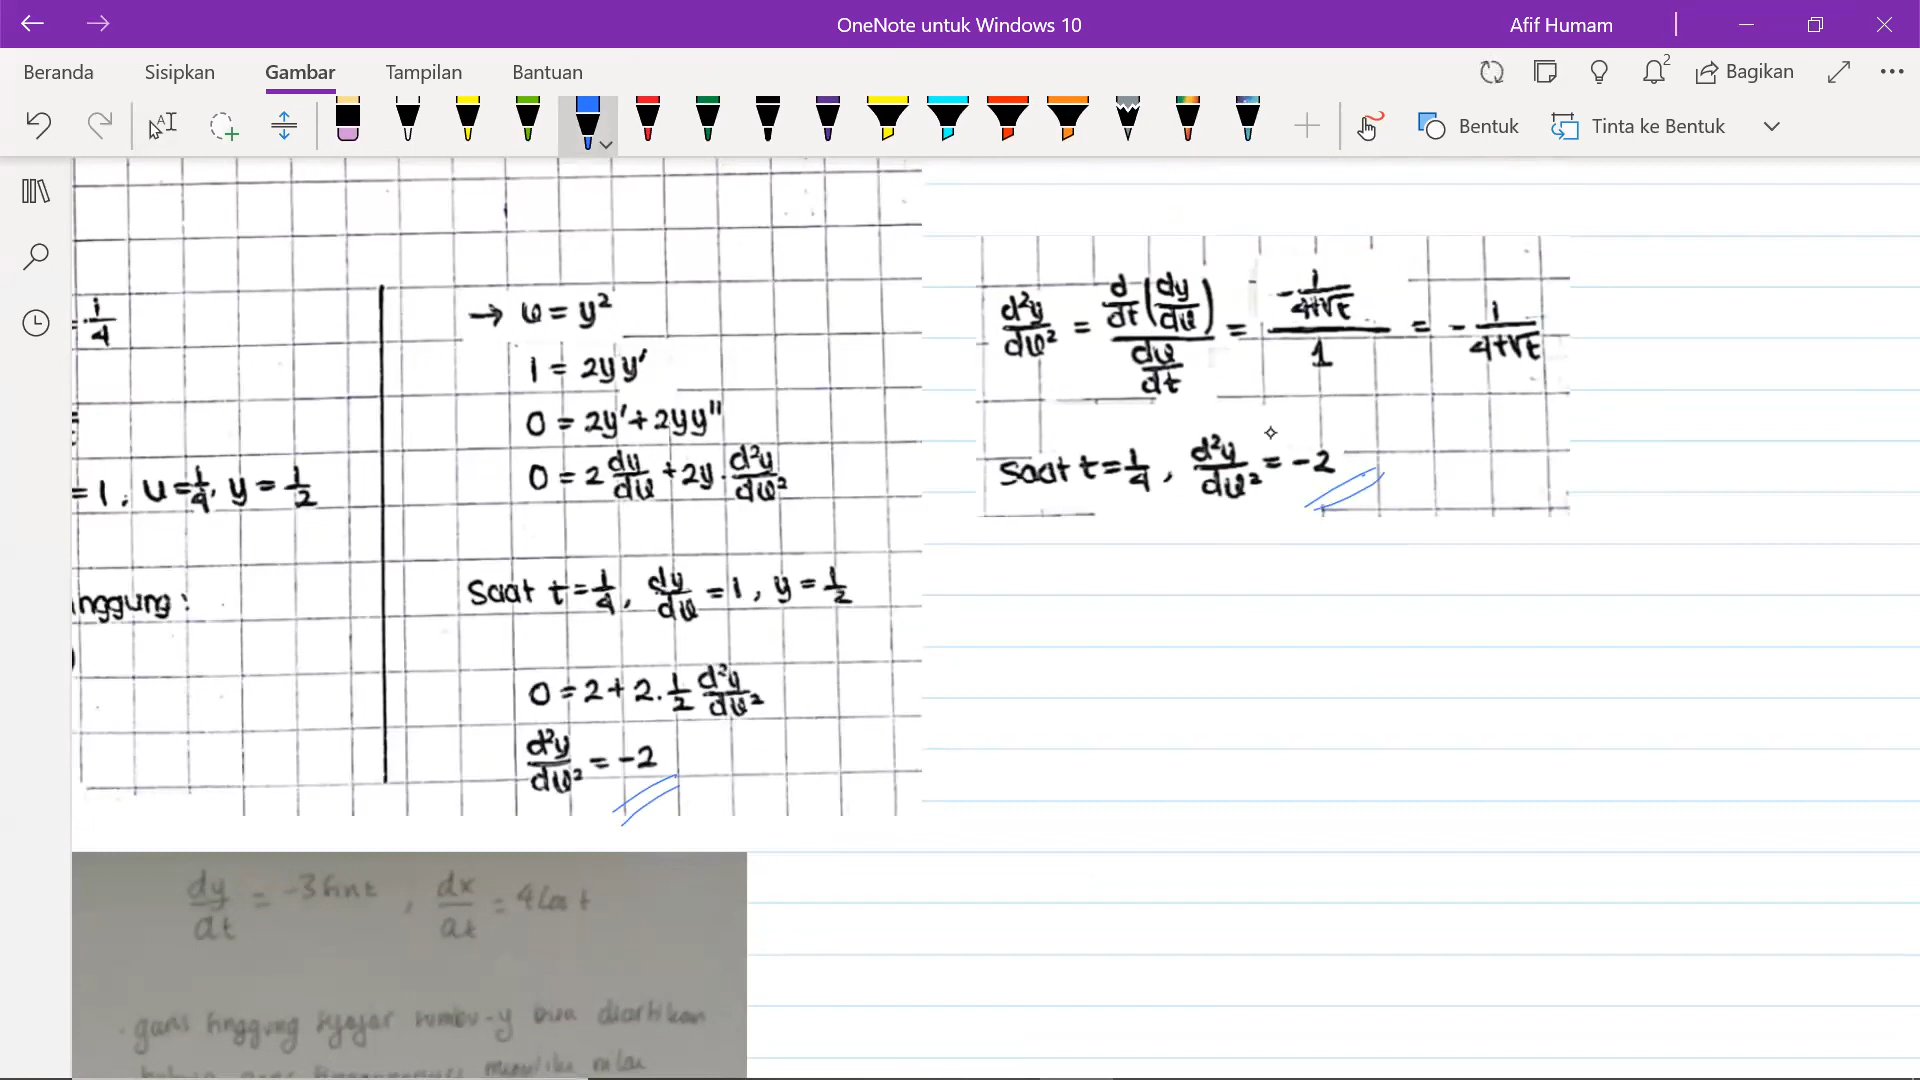 OneNote untuk Windows 10
Afif Humam
Beranda Sisipkan Gambar Tampilan Bantuan
2
Bagikan
Bentuk Tinta ke Bentuk
= 1/4
= 1, u = 1/4, y = 1/2
nggung :
→ u = y²
1 = 2y y'
0 = 2y' + 2yy''
0 = 2 dy/du + 2y · d²y/du²
Saat t = 1/4, dy/du = 1, y = 1/2
0 = 2 + 2 · 1/2 d²y/du²
d²y/du² = -2
d²y/du² = d/dt (dy/du) / du/dt = - 1/4t√t / 1 = - 1/4t√t
Saat t = 1/4, d²y/du² = -2
dy/dt = -3 sin t , dx/dt = 4 cos t
· garis singgung sejajar sumbu-y bisa diartikan